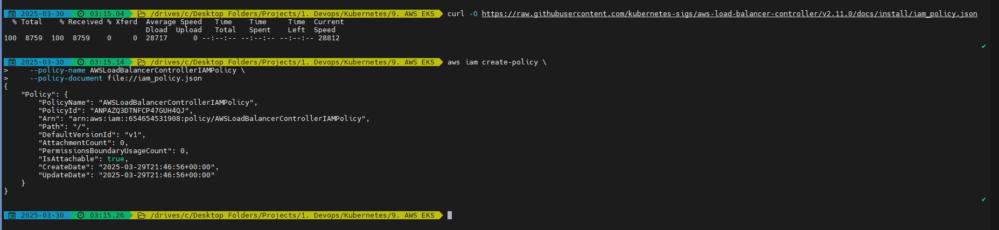 2025-03-30 03:15.04 /drives/c/Desktop Folders/Projects/1. Devops/Kubernetes/9. AWS EKS curl -O https://raw.githubusercontent.com/kubernetes-sigs/aws-load-balancer-controller/v2.11.0/docs/install/iam_policy.json
  % Total    % Received % Xferd  Average Speed   Time    Time     Time  Current
                                 Dload  Upload   Total   Spent    Left  Speed
100  8759  100  8759    0     0  28717      0 --:--:-- --:--:-- --:--:-- 28812
✔
2025-03-30 03:15.14 /drives/c/Desktop Folders/Projects/1. Devops/Kubernetes/9. AWS EKS aws iam create-policy \
>     --policy-name AWSLoadBalancerControllerIAMPolicy \
>     --policy-document file://iam_policy.json
{
    "Policy": {
        "PolicyName": "AWSLoadBalancerControllerIAMPolicy",
        "PolicyId": "ANPAZQ3DTNFCP47GUH4QJ",
        "Arn": "arn:aws:iam::654654531908:policy/AWSLoadBalancerControllerIAMPolicy",
        "Path": "/",
        "DefaultVersionId": "v1",
        "AttachmentCount": 0,
        "PermissionsBoundaryUsageCount": 0,
        "IsAttachable": true,
        "CreateDate": "2025-03-29T21:46:56+00:00",
        "UpdateDate": "2025-03-29T21:46:56+00:00"
    }
}
✔
2025-03-30 03:15.26 /drives/c/Desktop Folders/Projects/1. Devops/Kubernetes/9. AWS EKS